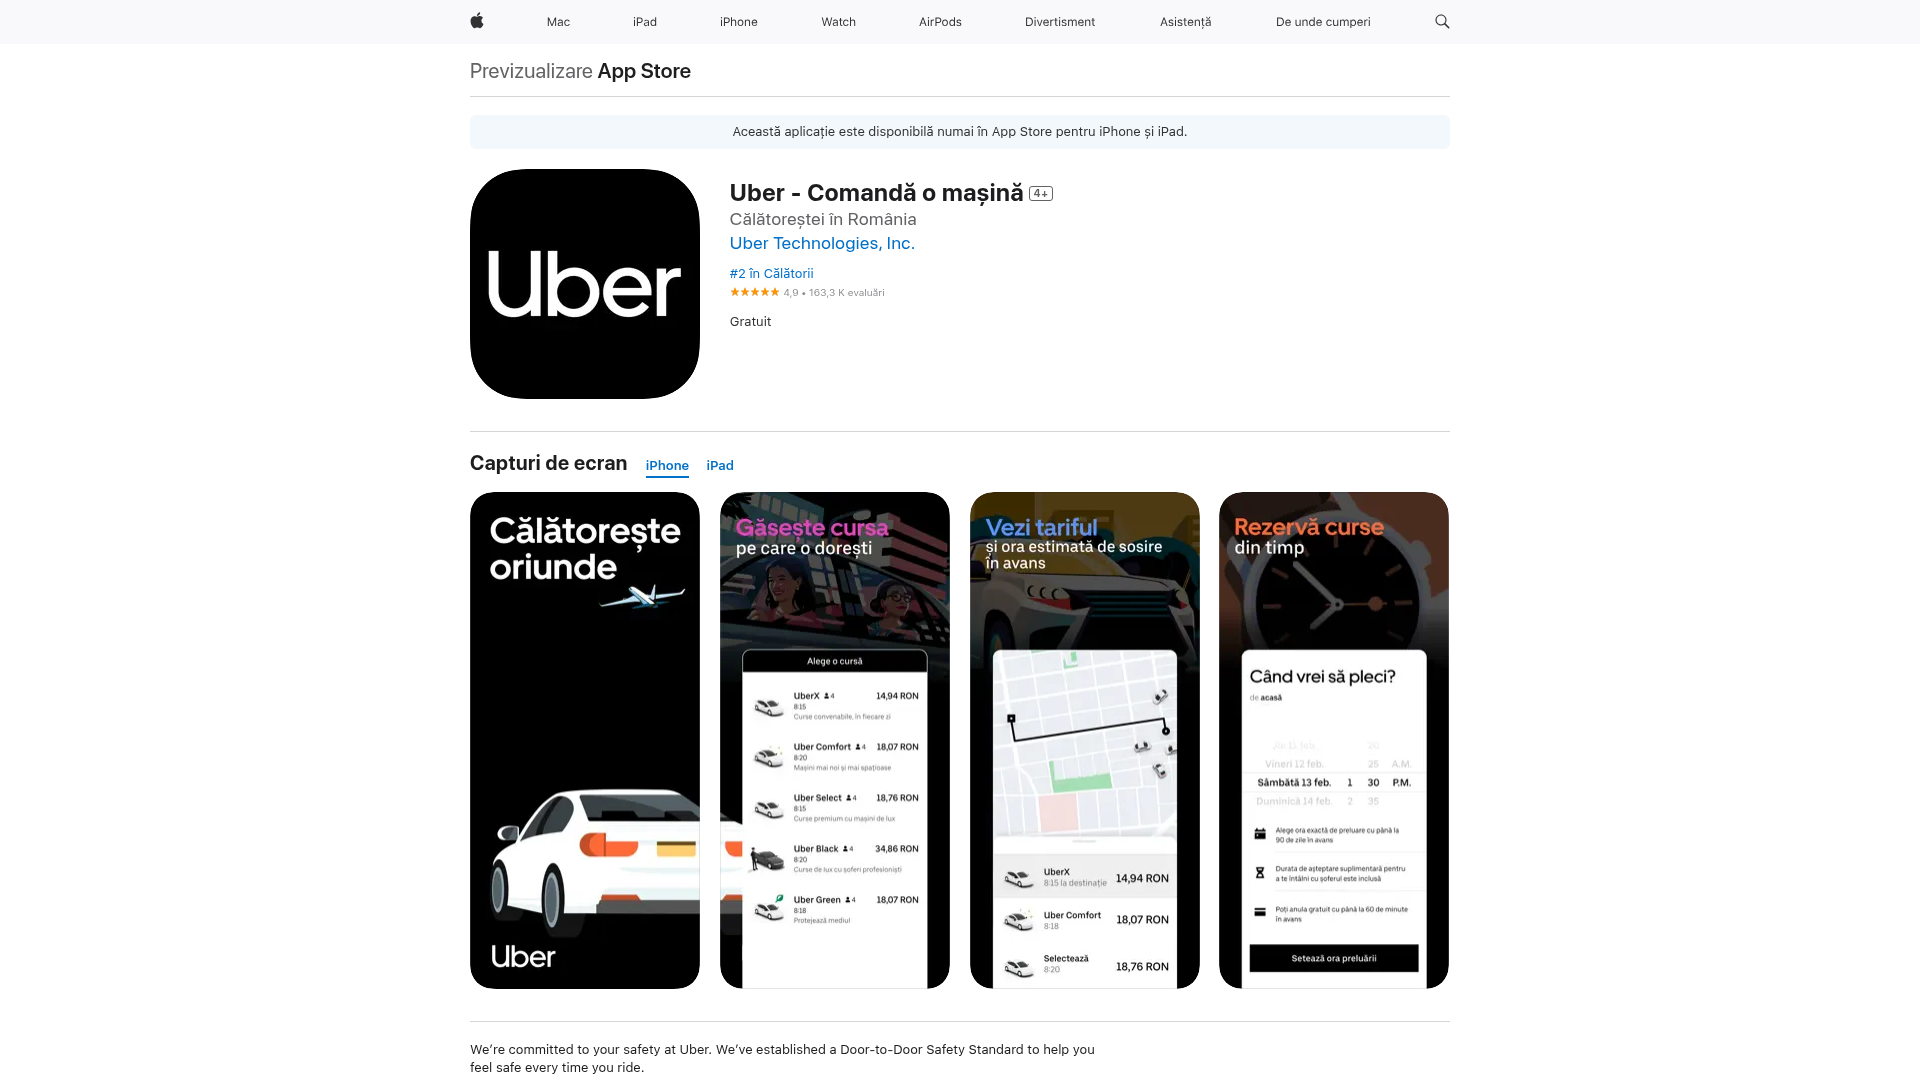 Mac
iPad
iPhone
Watch
AirPods
Divertisment
Asistență
De unde cumperi
Previzualizare App Store
Această aplicație este disponibilă numai în App Store pentru iPhone și iPad.
Uber
Uber - Comandă o mașină 4+
Călătoreștei în România
Uber Technologies, Inc.
#2 în Călătorii
4,9 • 163,3 K evaluări
Gratuit
Capturi de ecran
iPhone
iPad
Călătorește
oriunde
Uber
Găsește cursa
pe care o dorești
Alege o cursă
UberX 4 14,94 RON
8:15
Curse convenabile, în fiecare zi
Uber Comfort 4 18,07 RON
8:20
Mașini mai noi și mai spațioase
Uber Select 4 18,76 RON
8:15
Curse premium cu mașini de lux
Uber Black 4 34,86 RON
8:20
Curse de lux cu șoferi profesioniști
Uber Green 4 18,07 RON
8:18
Protejează mediul
Vezi tariful
și ora estimată de sosire
în avans
UberX
8:15 la destinație
14,94 RON
Uber Comfort
8:18
18,07 RON
Selectează
8:20
18,76 RON
Rezervă curse
din timp
Când vrei să pleci?
de acasă
Vineri 12 feb. 25 A.M.
Sâmbătă 13 feb. 1 30 P.M.
Duminică 14 feb. 2 35
Alege ora exactă de preluare cu până la
90 de zile în avans
Durata de așteptare suplimentară pentru
a te întâlni cu șoferul este inclusă
Poți anula gratuit cu până la 60 de minute
în avans
Setează ora preluării
We’re committed to your safety at Uber. We’ve established a Door-to-Door Safety Standard to help you
feel safe every time you ride.